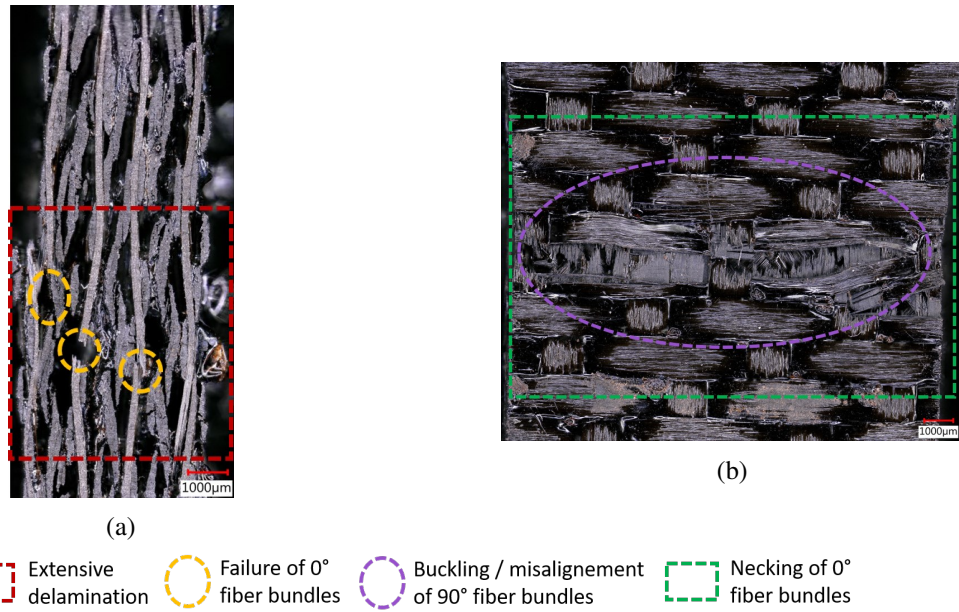 1000µm
1000µm
(a)
(b)
Extensive
delamination
Failure of 0°
fiber bundles
Buckling / misalignement
of 90° fiber bundles
Necking of 0°
fiber bundles